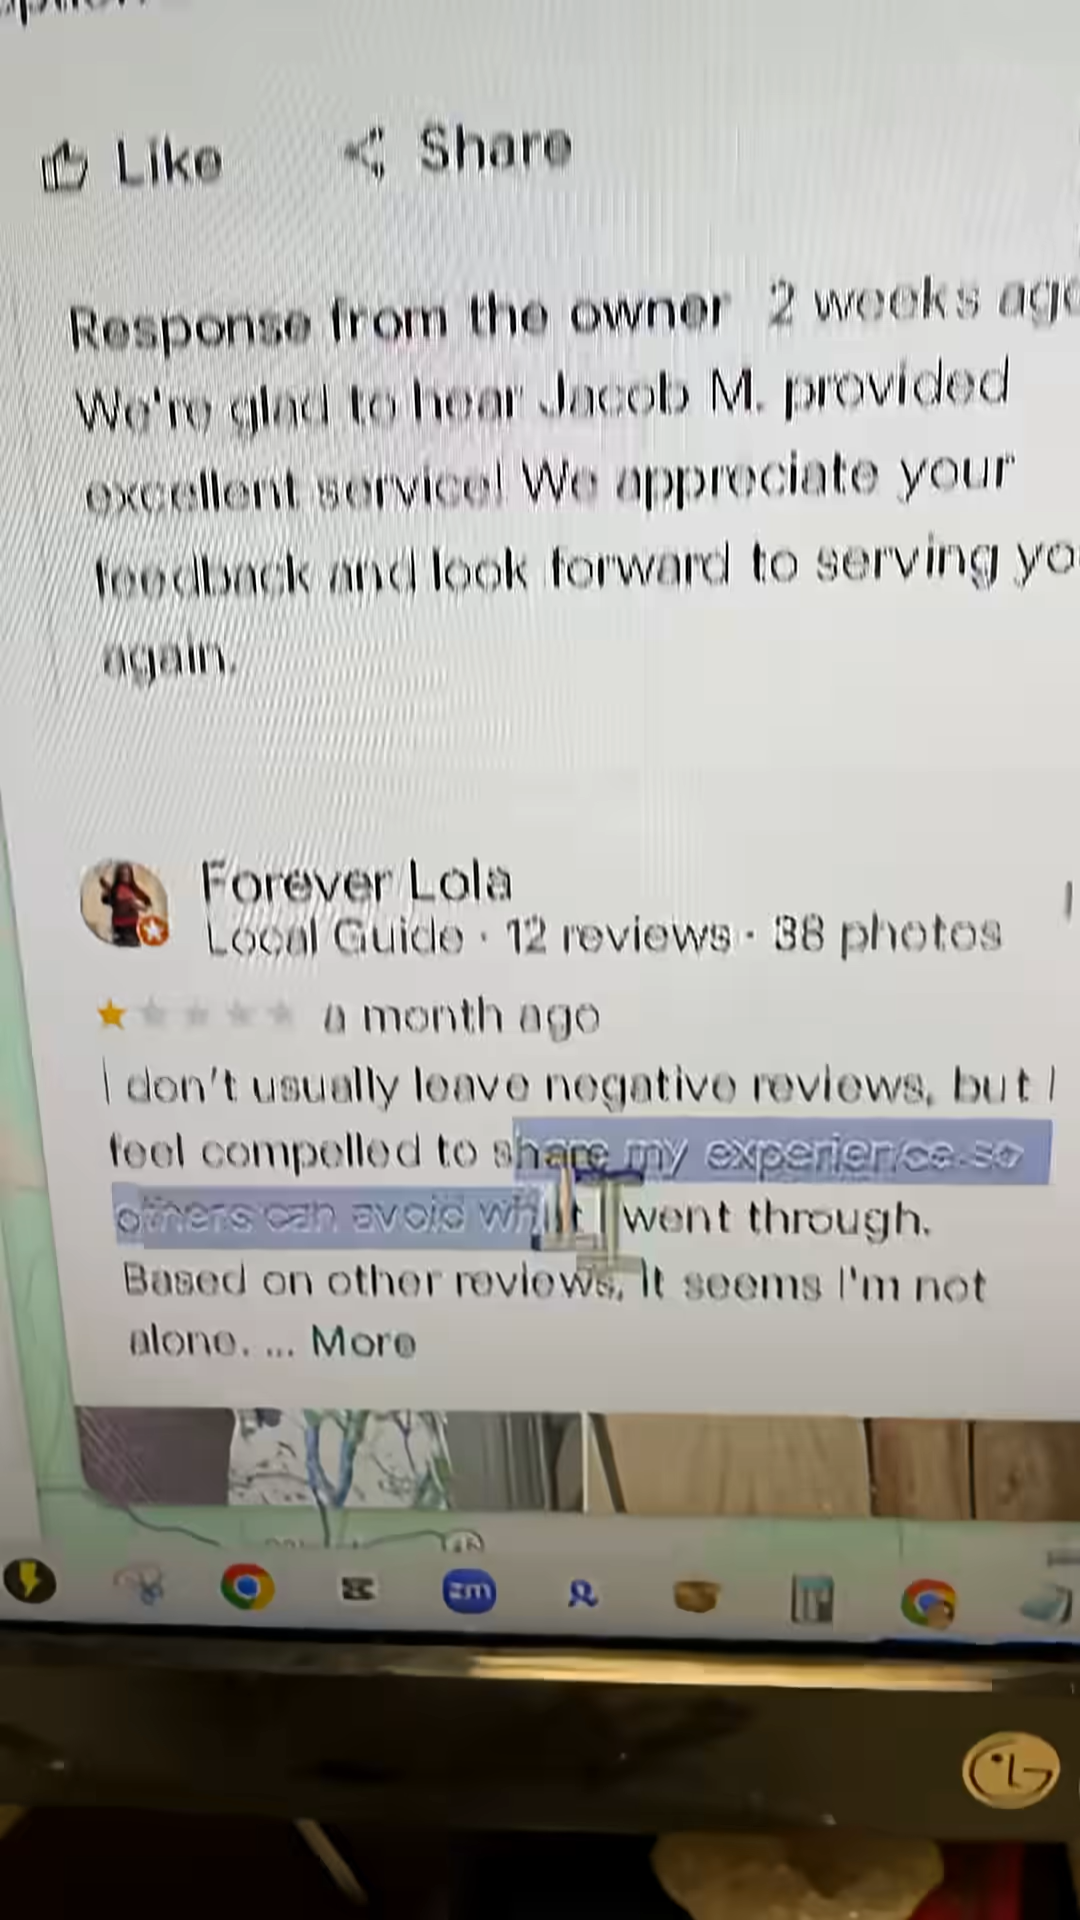 Like Share
Response from the owner 2 weeks ago
We're glad to hear Jacob M. provided
excellent service! We appreciate your
feedback and look forward to serving yo
again.
Forever Lola
Local Guide · 12 reviews · 38 photos
a month ago
I don't usually leave negative reviews, but I
feel compelled to share my experience so
others can avoid what I went through.
Based on other reviews, it seems I'm not
alone. ... More
zm
LG